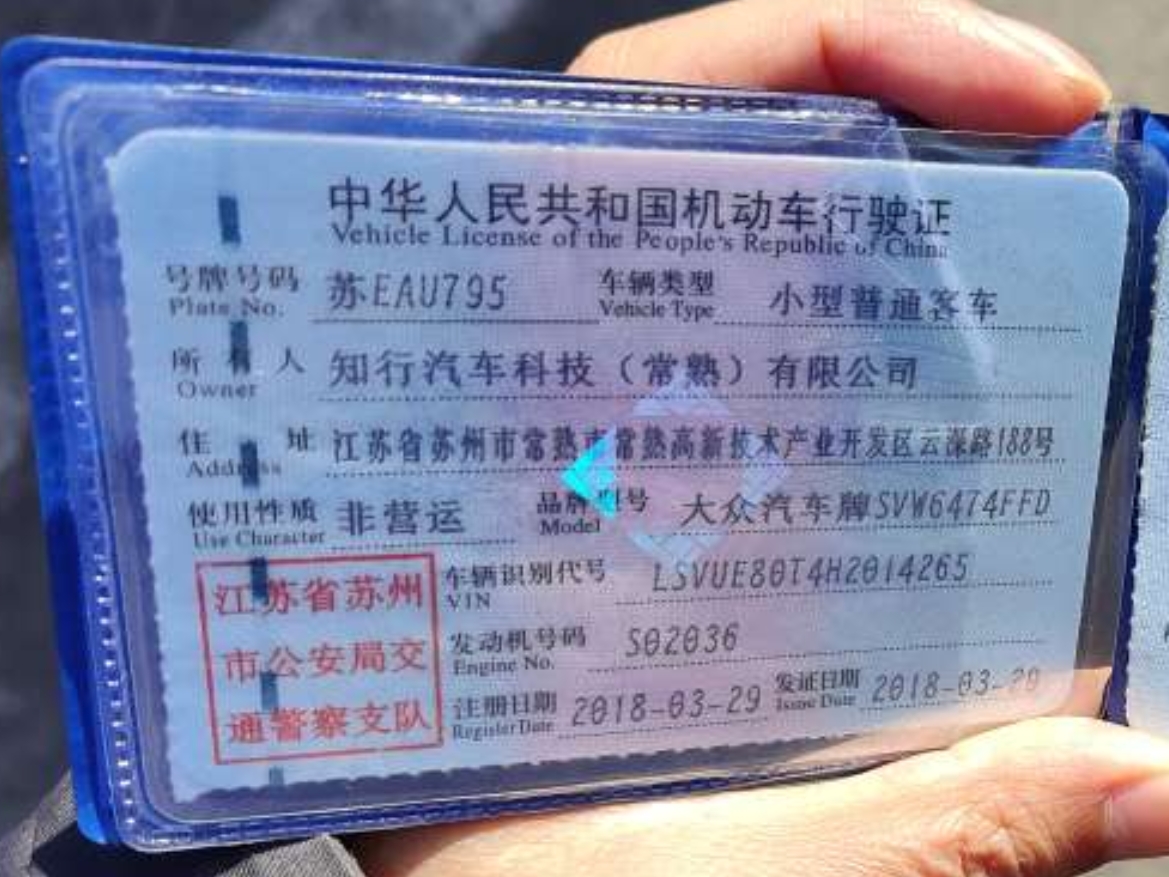 中华人民共和国机动车行驶证
Vehicle License of the People's Republic of China
号牌号码 苏EAU795 车辆类型 小型普通客车
Plate No. Vehicle Type
所有人 知行汽车科技（常熟）有限公司
Owner
住址 江苏省苏州市常熟市常熟高新技术产业开发区云深路188号
Address
使用性质 非营运 品牌型号 大众汽车牌SVW6474FFD
Use Character Model
江苏省苏州
市公安局交
通警察支队
车辆识别代号 LSVUE80T4H2014265
VIN
发动机号码 S02036
Engine No.
注册日期 2018-03-29 发证日期
Register Date Issue Date